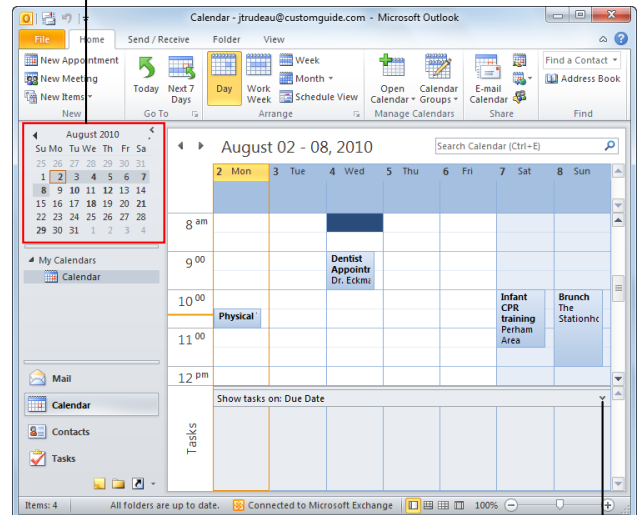 Calendar - jtrudeau@customguide.com - Microsoft Outlook
File Home Send / Receive Folder View
New Appointment
New Meeting
New Items
New
Today
Next 7 Days
Go To
Day
Work Week
Week
Month
Schedule View
Arrange
Open Calendar
Calendar Groups
Manage Calendars
E-mail Calendar
Share
Find a Contact
Address Book
Find
August 2010
Su Mo Tu We Th Fr Sa
25 26 27 28 29 30 31
1 2 3 4 5 6 7
8 9 10 11 12 13 14
15 16 17 18 19 20 21
22 23 24 25 26 27 28
29 30 31 1 2 3 4
My Calendars
Calendar
Mail
Calendar
Contacts
Tasks
August 02 - 08, 2010
Search Calendar (Ctrl+E)
2 Mon 3 Tue 4 Wed 5 Thu 6 Fri 7 Sat 8 Sun
8 am
9 00
Dentist
Appointr
Dr. Eckma
10 00
Physical
Infant
CPR
training
Perham
Area
Brunch
The
Stationhc
11 00
12 pm
Show tasks on: Due Date
Tasks
Items: 4 All folders are up to date. Connected to Microsoft Exchange 100%